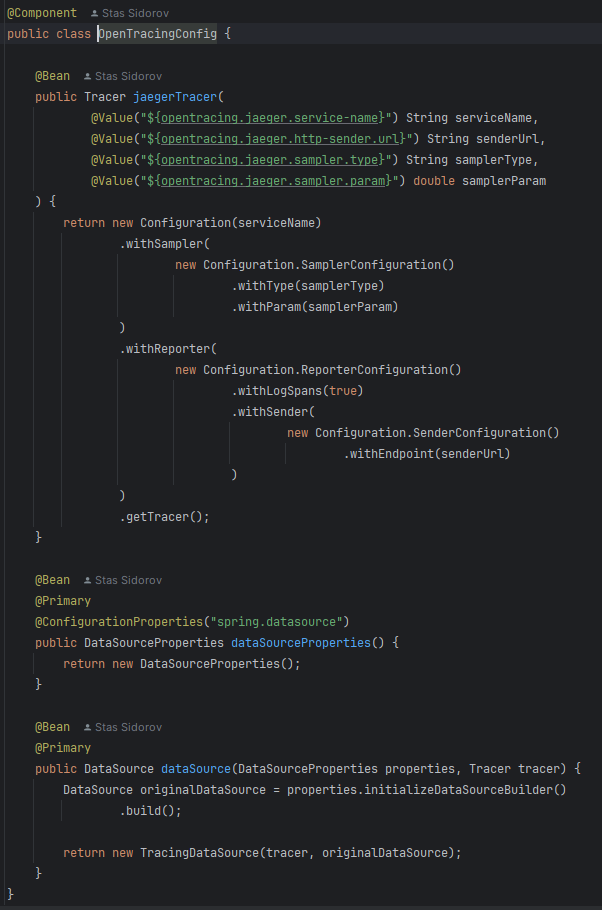 @Component Stas Sidorov
public class OpenTracingConfig {
@Bean Stas Sidorov
public Tracer jaegerTracer(
@Value("${opentracing.jaeger.service-name}") String serviceName,
@Value("${opentracing.jaeger.http-sender.url}") String senderUrl,
@Value("${opentracing.jaeger.sampler.type}") String samplerType,
@Value("${opentracing.jaeger.sampler.param}") double samplerParam
) {
return new Configuration(serviceName)
.withSampler(
new Configuration.SamplerConfiguration()
.withType(samplerType)
.withParam(samplerParam)
)
.withReporter(
new Configuration.ReporterConfiguration()
.withLogSpans(true)
.withSender(
new Configuration.SenderConfiguration()
.withEndpoint(senderUrl)
)
)
.getTracer();
}
@Bean Stas Sidorov
@Primary
@ConfigurationProperties("spring.datasource")
public DataSourceProperties dataSourceProperties() {
return new DataSourceProperties();
}
@Bean Stas Sidorov
@Primary
public DataSource dataSource(DataSourceProperties properties, Tracer tracer) {
DataSource originalDataSource = properties.initializeDataSourceBuilder()
.build();
return new TracingDataSource(tracer, originalDataSource);
}
}